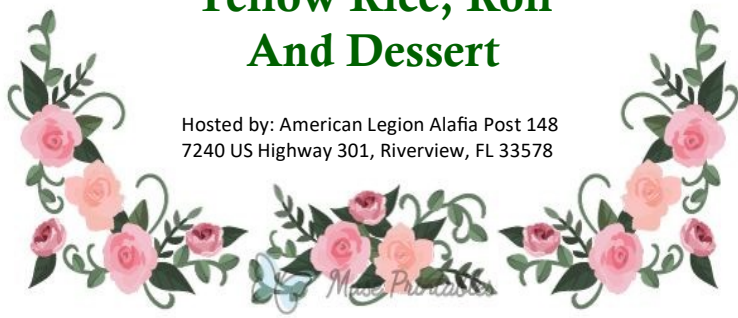 Yellow Rice, Roll
And Dessert
Hosted by: American Legion Alafia Post 148
7240 US Highway 301, Riverview, FL 33578
Muse Printables